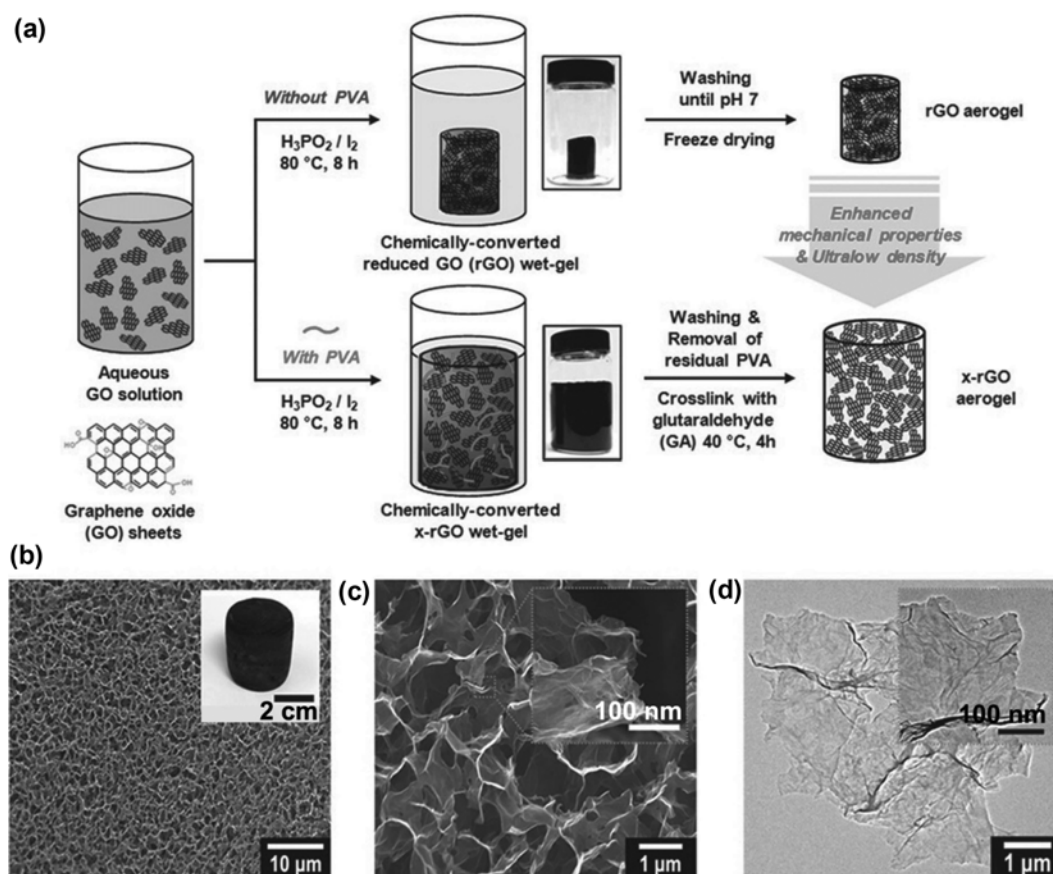 (a)
Without PVA
H₃PO₂ / I₂
80 °C, 8 h
Washing
until pH 7
Freeze drying
rGO aerogel
Chemically-converted
reduced GO (rGO) wet-gel
Enhanced
mechanical properties
& Ultralow density
Aqueous
GO solution
With PVA
H₃PO₂ / I₂
80 °C, 8 h
Washing &
Removal of
residual PVA
Crosslink with
glutaraldehyde
(GA) 40 °C, 4h
x-rGO
aerogel
HO
O
OH
O
O
O
OH
Graphene oxide
(GO) sheets
Chemically-converted
x-rGO wet-gel
(b)
2 cm
10 µm
(c)
100 nm
1 µm
(d)
100 nm
1 µm